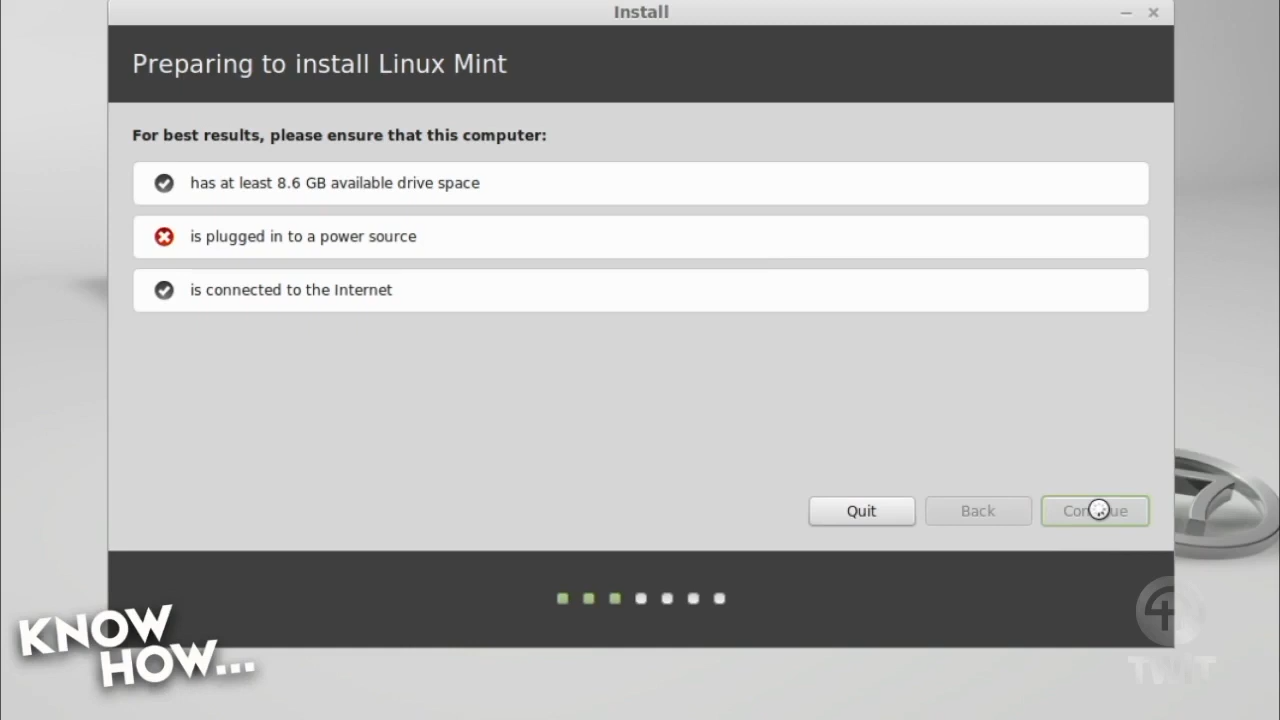 Install
Preparing to install Linux Mint
For best results, please ensure that this computer:
has at least 8.6 GB available drive space
is plugged in to a power source
is connected to the Internet
Quit
Back
Continue
KNOW
HOW...
TWiT